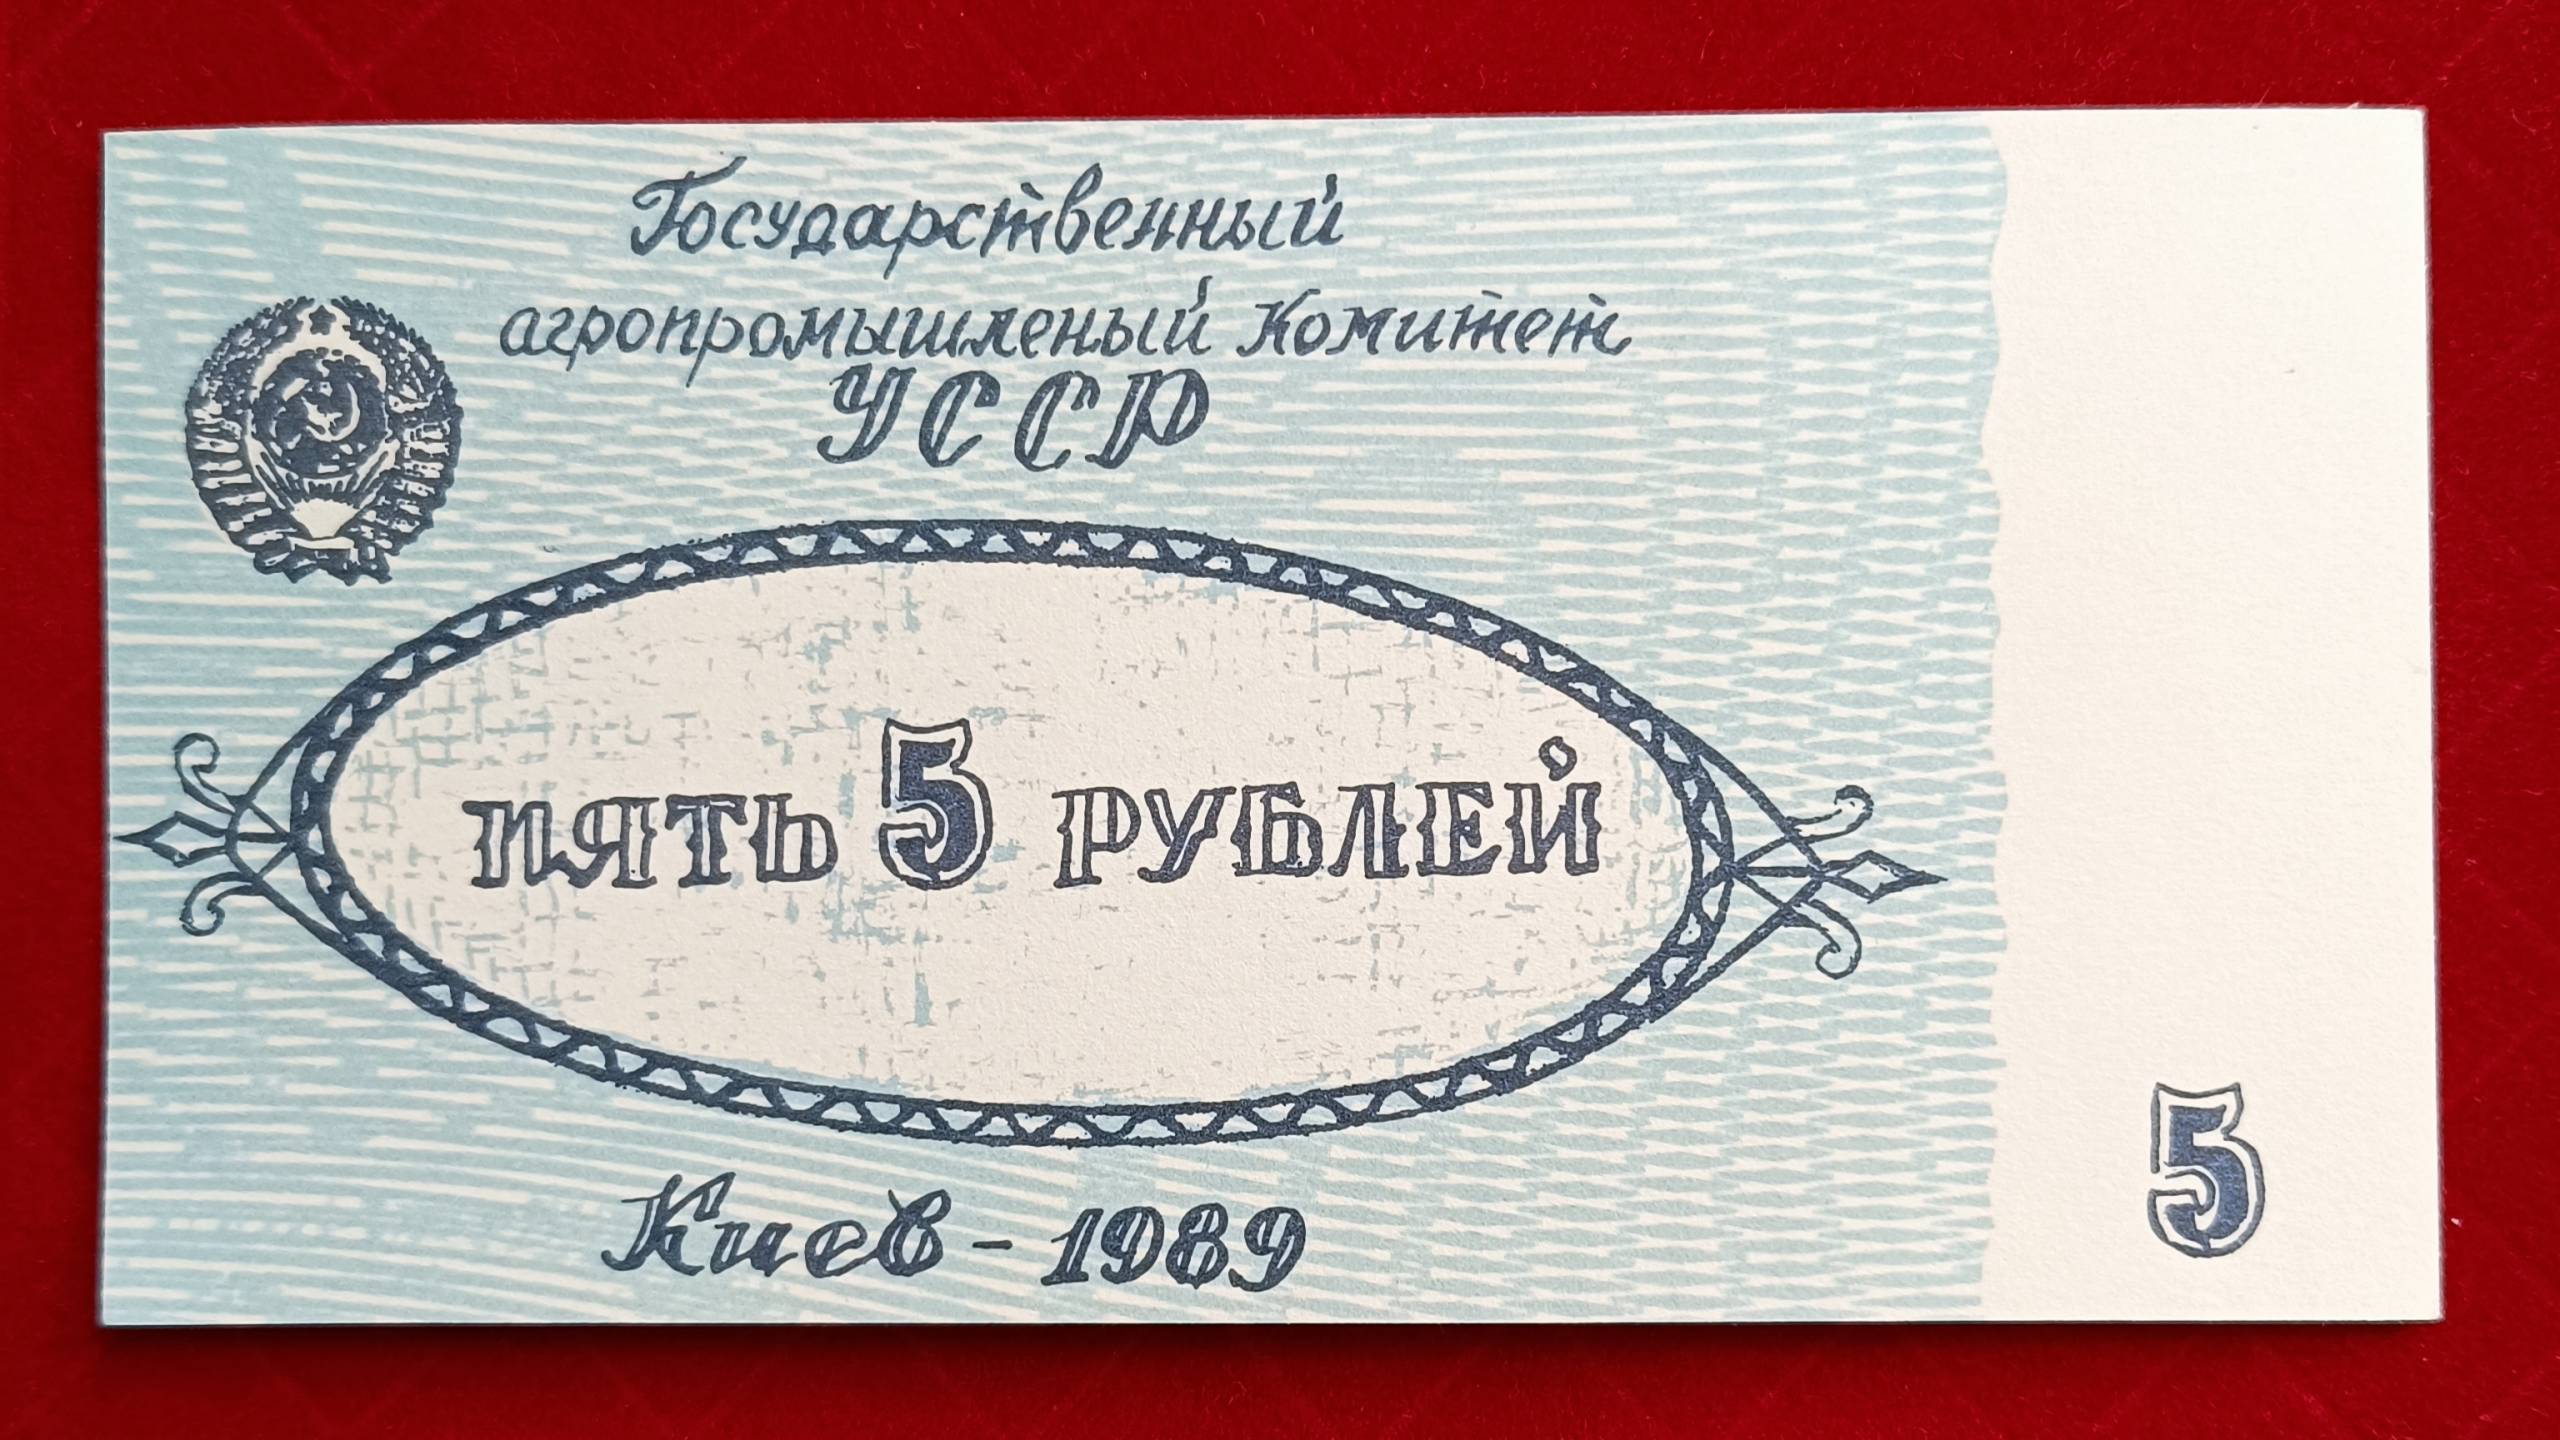 Государственный
агропромышленый комитет
УССР
ПЯТЬ 5 РУБЛЕЙ
Киев - 1989
5